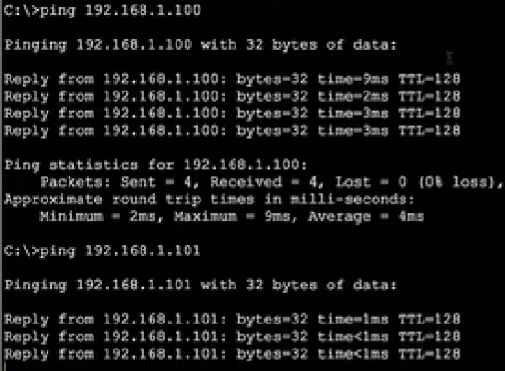 C:\>ping 192.168.1.100
Pinging 192.168.1.100 with 32 bytes of data:
Reply from 192.168.1.100: bytes=32 time=9ms TTL=128
Reply from 192.168.1.100: bytes=32 time=2ms TTL=128
Reply from 192.168.1.100: bytes=32 time=3ms TTL=128
Reply from 192.168.1.100: bytes=32 time=3ms TTL=128
Ping statistics for 192.168.1.100:
Packets: Sent = 4, Received = 4, Lost = 0 (0% loss),
Approximate round trip times in milli-seconds:
Minimum = 2ms, Maximum = 9ms, Average = 4ms
C:\>ping 192.168.1.101
Pinging 192.168.1.101 with 32 bytes of data:
Reply from 192.168.1.101: bytes=32 time=1ms TTL=128
Reply from 192.168.1.101: bytes=32 time<1ms TTL=128
Reply from 192.168.1.101: bytes=32 time<1ms TTL=128